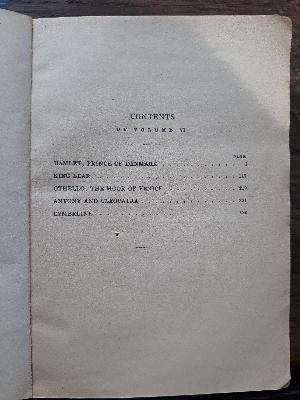 CONTENTS
OF VOLUME VI
PAGE
HAMLET, PRINCE OF DENMARK . . . . . . . . . . 1
KING LEAR . . . . . . . . . . . . . . . .
OTHELLO, THE MOOR OF VENICE . . . . . . . . . .
ANTONY AND CLEOPATRA . . . . . . . . . . . .
CYMBELINE . . . . . . . . . . . . . . . .